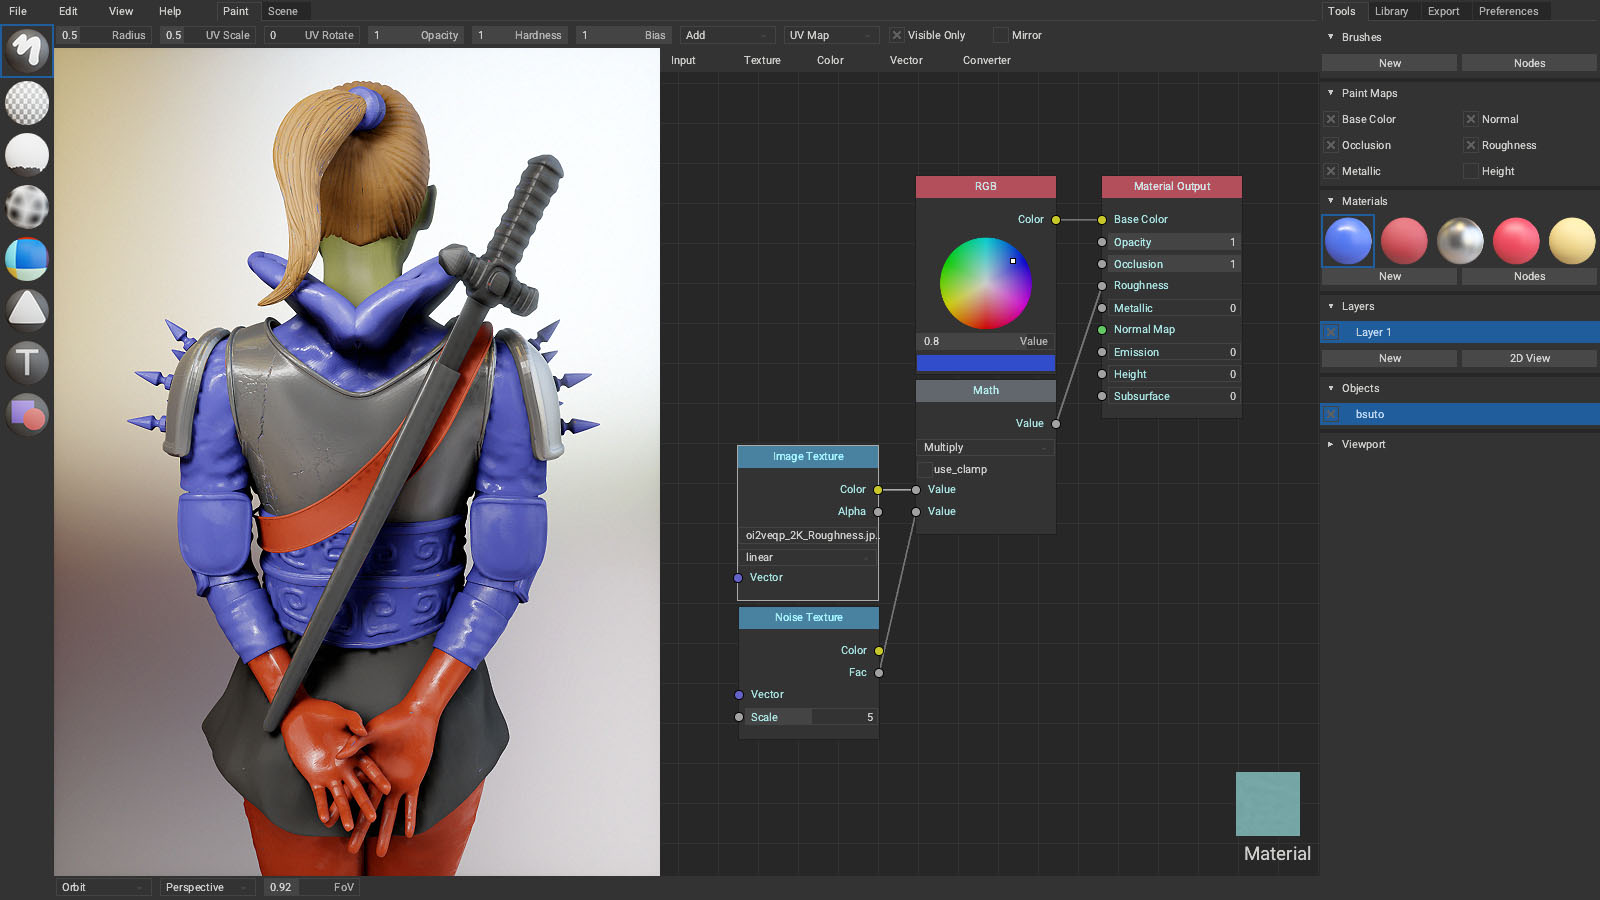 File Edit View Help Paint Scene
Tools Library Export Preferences
0.5 Radius 0.5 UV Scale 0 UV Rotate 1 Opacity 1 Hardness 1 Bias Add UV Map Visible Only Mirror
Input Texture Color Vector Converter
RGB
Color
0.8 Value
Math
Value
Multiply
use_clamp
Value
Value
Material Output
Base Color
Opacity 1
Occlusion 1
Roughness
Metallic 0
Normal Map
Emission 0
Height 0
Subsurface 0
Image Texture
Color
Alpha
oi2veqp_2K_Roughness.jp..
linear
Vector
Noise Texture
Color
Fac
Vector
Scale 5
Material
Brushes
New Nodes
Paint Maps
Base Color Normal
Occlusion Roughness
Metallic Height
Materials
New Nodes
Layers
Layer 1
New 2D View
Objects
bsuto
Viewport
T
Orbit Perspective 0.92 FoV